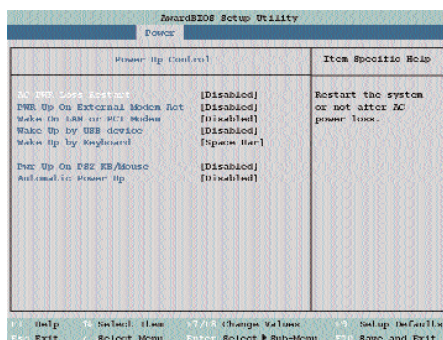 AwardBIOS Setup Utility
Power
Power Up Control
Item Specific Help
AC PWR Loss Restart [Disabled]
PWR Up On External Modem Act [Disabled]
Wake On LAN or PCI Modem [Disabled]
Wake Up by USB device [Disabled]
Wake Up by Keyboard [Space Bar]
Pwr Up On PS2 KB/Mouse [Disabled]
Automatic Power Up [Disabled]
Restart the system
or not after AC
power loss.
F1 Help Select Item Change Values F5 Setup Defaults
Esc Exit Select Menu Enter Select Sub-Menu F10 Save and Exit